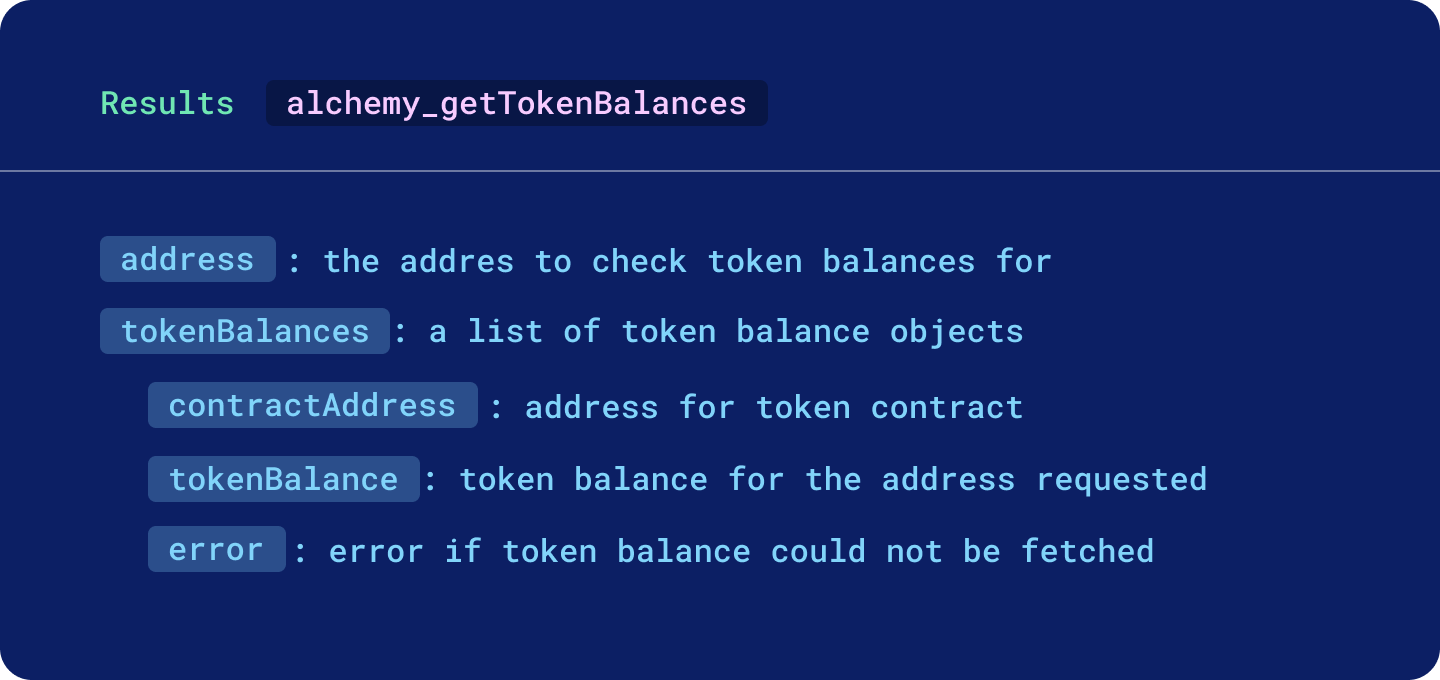 Results alchemy_getTokenBalances
address : the addres to check token balances for
tokenBalances : a list of token balance objects
contractAddress : address for token contract
tokenBalance : token balance for the address requested
error : error if token balance could not be fetched